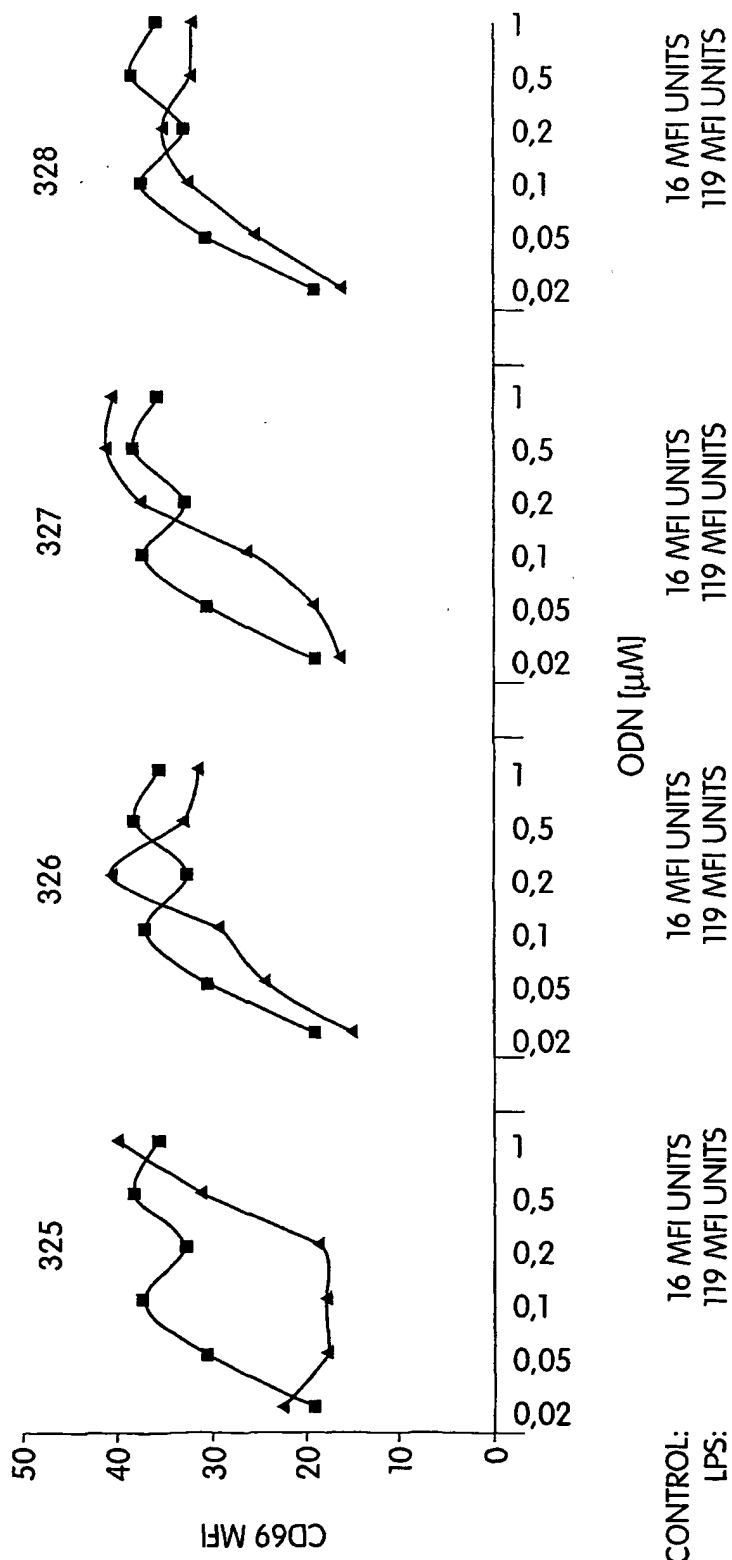 325 326 327 328
50
40
30
20
10
0
CD69 MFI
0,02 0,05 0,1 0,2 0,5 1 0,02 0,05 0,1 0,2 0,5 1 0,02 0,05 0,1 0,2 0,5 1 0,02 0,05 0,1 0,2 0,5 1
ODN [µM]
CONTROL: 16 MFI UNITS 16 MFI UNITS 16 MFI UNITS 16 MFI UNITS
LPS: 119 MFI UNITS 119 MFI UNITS 119 MFI UNITS 119 MFI UNITS